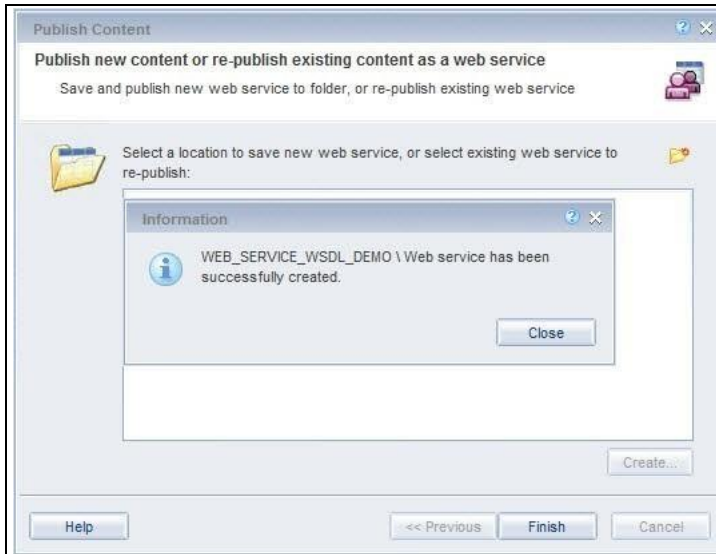 Publish Content
Publish new content or re-publish existing content as a web service
Save and publish new web service to folder, or re-publish existing web service
Select a location to save new web service, or select existing web service to
re-publish:
Information
WEB_SERVICE_WSDL_DEMO \ Web service has been
successfully created.
Close
Create...
Help
<< Previous
Finish
Cancel